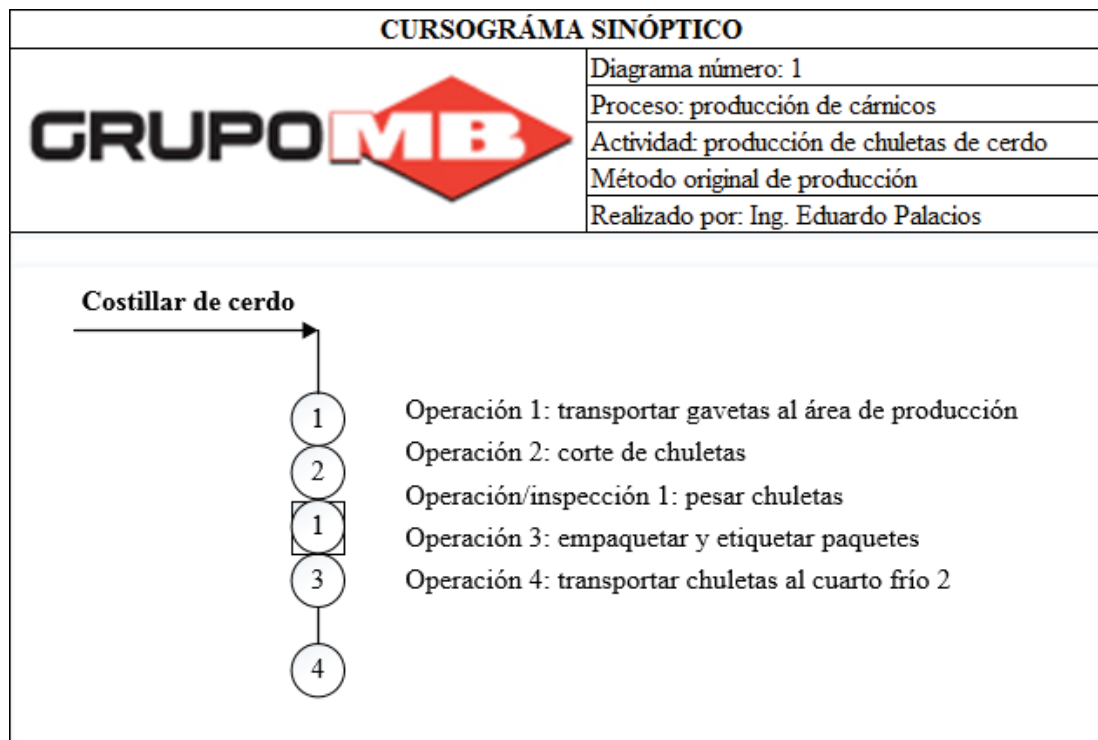 CURSOGRÁMA SINÓPTICO
GRUPO MB
Diagrama número: 1
Proceso: producción de cárnicos
Actividad: producción de chuletas de cerdo
Método original de producción
Realizado por: Ing. Eduardo Palacios
Costillar de cerdo
1
Operación 1: transportar gavetas al área de producción
2
Operación 2: corte de chuletas
1
Operación/inspección 1: pesar chuletas
3
Operación 3: empaquetar y etiquetar paquetes
4
Operación 4: transportar chuletas al cuarto frío 2